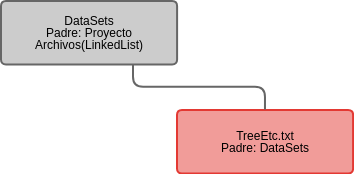 DataSets
Padre: Proyecto
Archivos(LinkedList)
TreeEtc.txt
Padre: DataSets